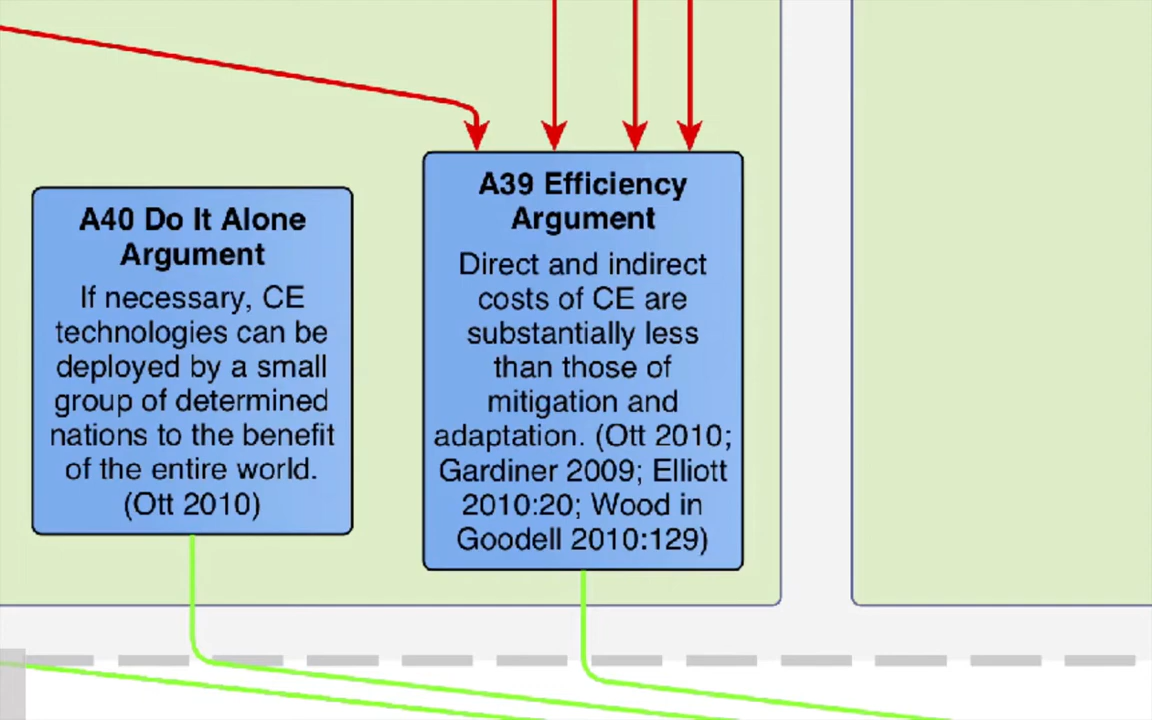 A40 Do It Alone
Argument
If necessary, CE
technologies can be
deployed by a small
group of determined
nations to the benefit
of the entire world.
(Ott 2010)
A39 Efficiency
Argument
Direct and indirect
costs of CE are
substantially less
than those of
mitigation and
adaptation. (Ott 2010;
Gardiner 2009; Elliott
2010:20; Wood in
Goodell 2010:129)